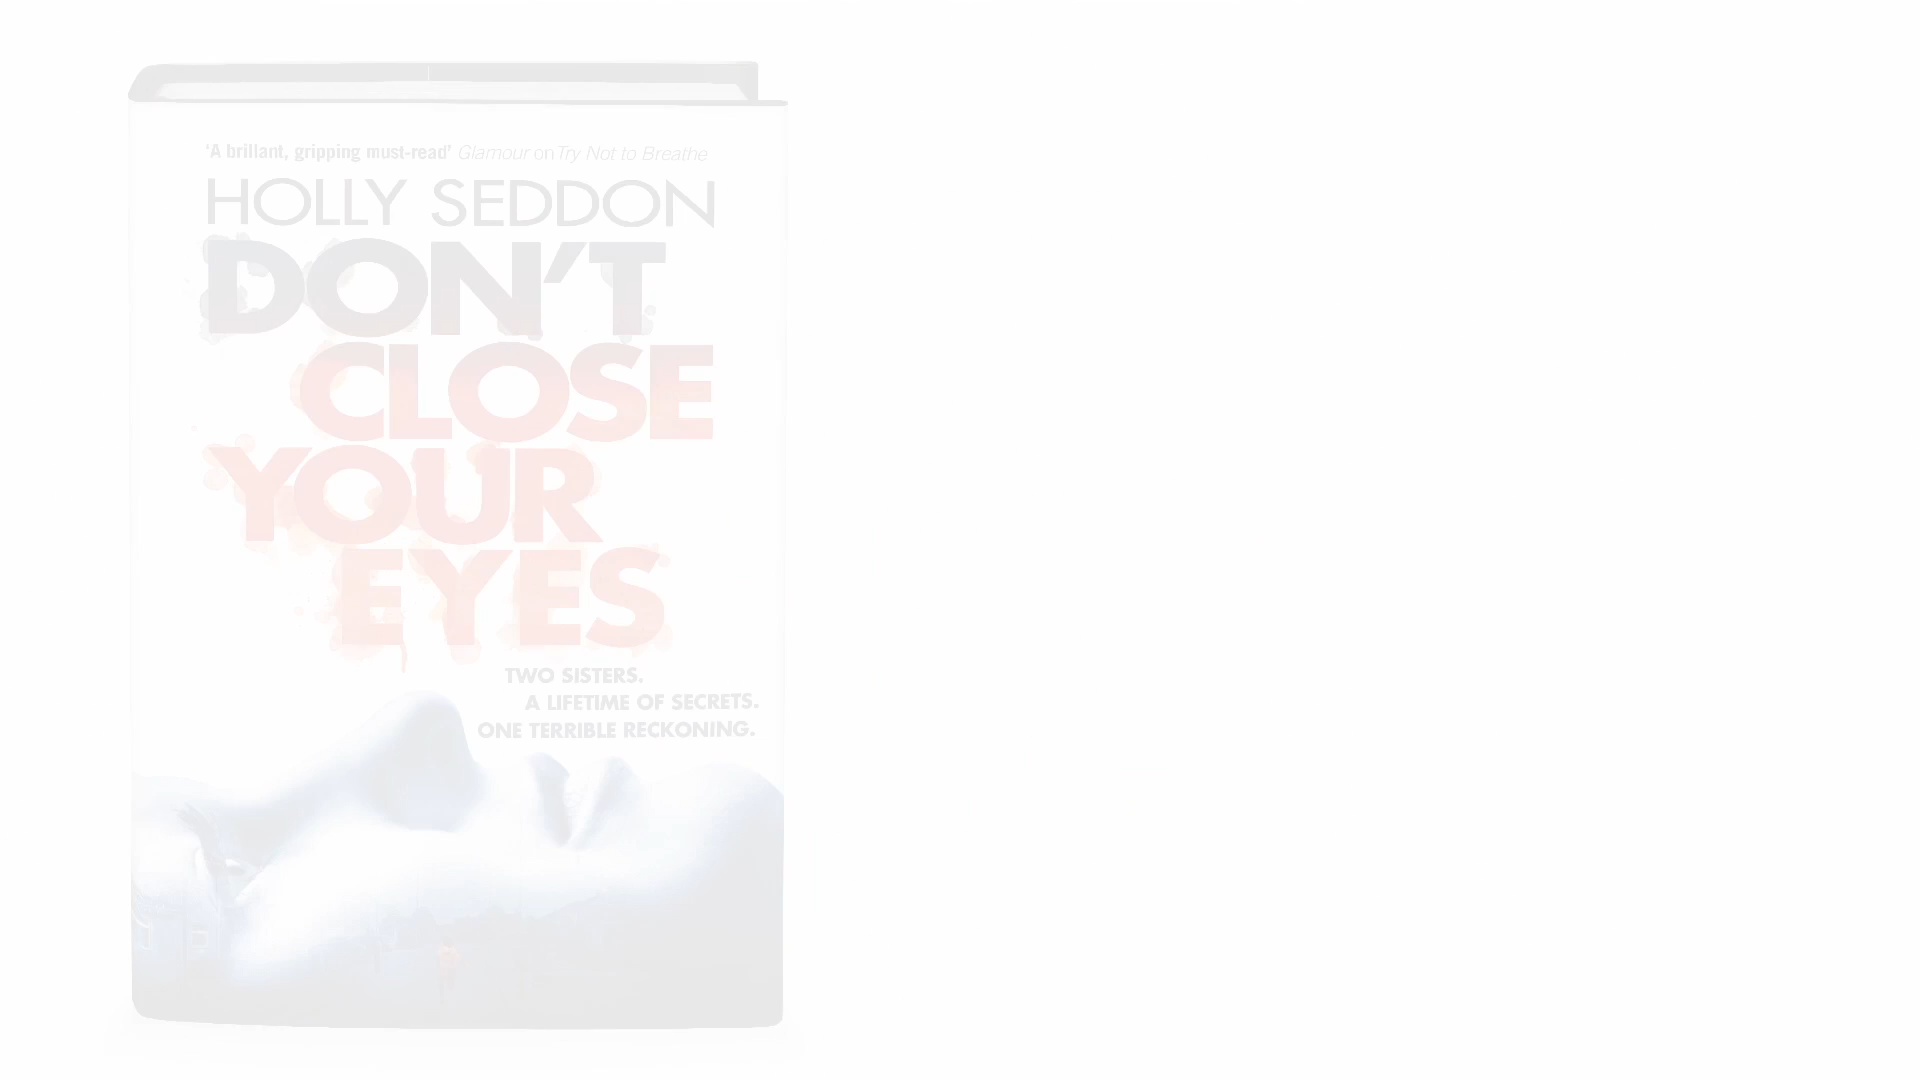 'A brillant, gripping must-read' Glamour on Try Not to Breathe
HOLLY SEDDON
DON'T
CLOSE
YOUR
EYES
TWO SISTERS.
A LIFETIME OF SECRETS.
ONE TERRIBLE RECKONING.